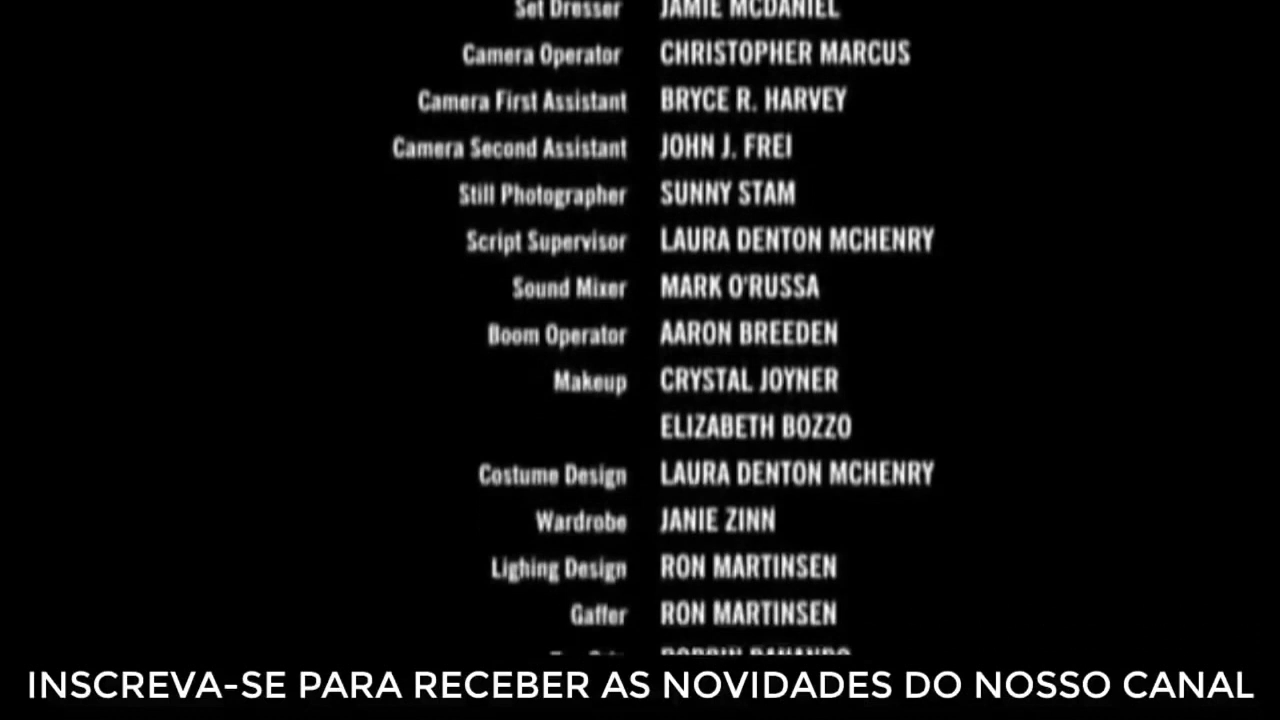 Set Dresser JAMIE MCDANIEL
Camera Operator CHRISTOPHER MARCUS
Camera First Assistant BRYCE R. HARVEY
Camera Second Assistant JOHN J. FREI
Still Photographer SUNNY STAM
Script Supervisor LAURA DENTON MCHENRY
Sound Mixer MARK O'RUSSA
Boom Operator AARON BREEDEN
Makeup CRYSTAL JOYNER
ELIZABETH BOZZO
Costume Design LAURA DENTON MCHENRY
Wardrobe JANIE ZINN
Lighing Design RON MARTINSEN
Gaffer RON MARTINSEN
INSCREVA-SE PARA RECEBER AS NOVIDADES DO NOSSO CANAL